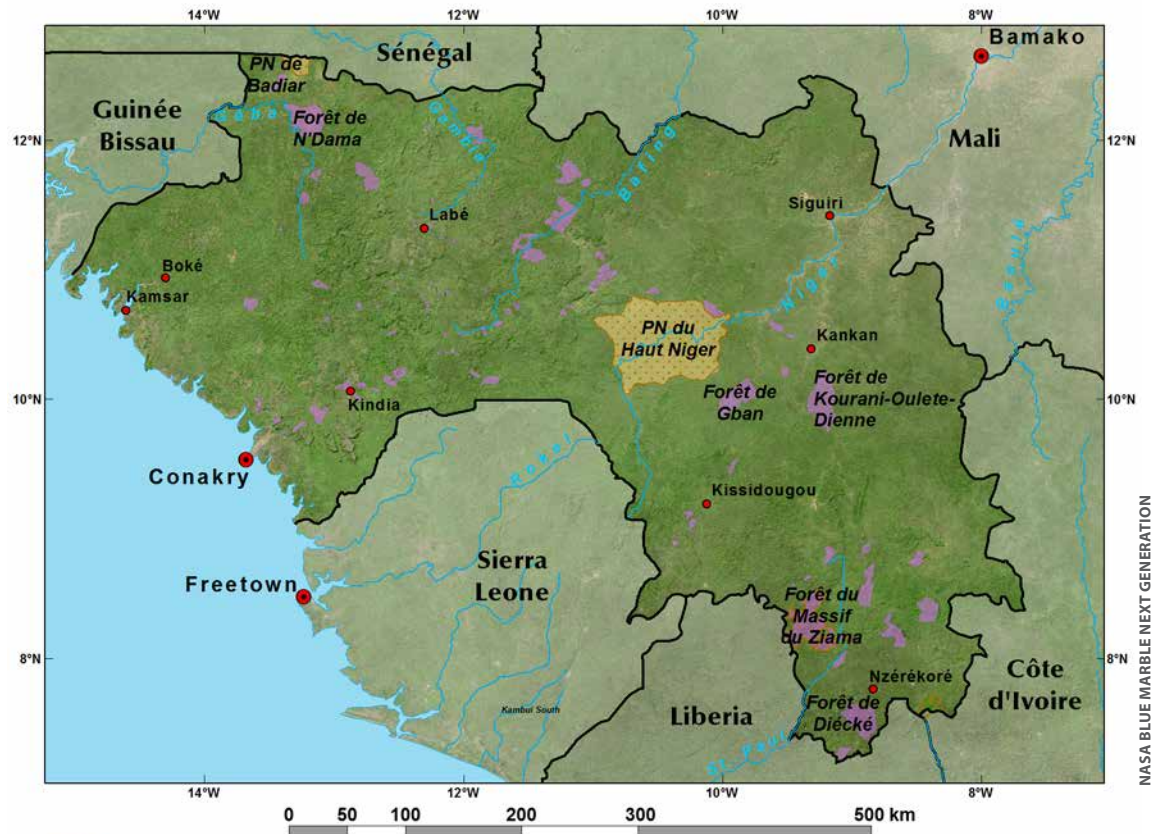 14°W
12°W
10°W
8°W
Bamako
Sénégal
PN de
Badiar
Guinée
Bissau
Gaba
Forêt de
N'Dama
Gambia
Bafing
Mali
12°N
12°N
Siguiri
Labé
Boké
Kamsar
Niger
Baoulé
PN du
Haut Niger
Kankan
Forêt de
Gban
Forêt de
Kourani-Oulete-
Dienne
Kindia
10°N
10°N
Conakry
Rokel
Kissidougou
Sierra
Leone
Freetown
Forêt du
Massif
du Ziama
8°N
8°N
Nzérékoré
Côte
d'Ivoire
Forêt de
Diécké
Liberia
Kambui South
St. Paul
14°W
12°W
10°W
8°W
0 50 100 200 300 500 km
NASA BLUE MARBLE NEXT GENERATION